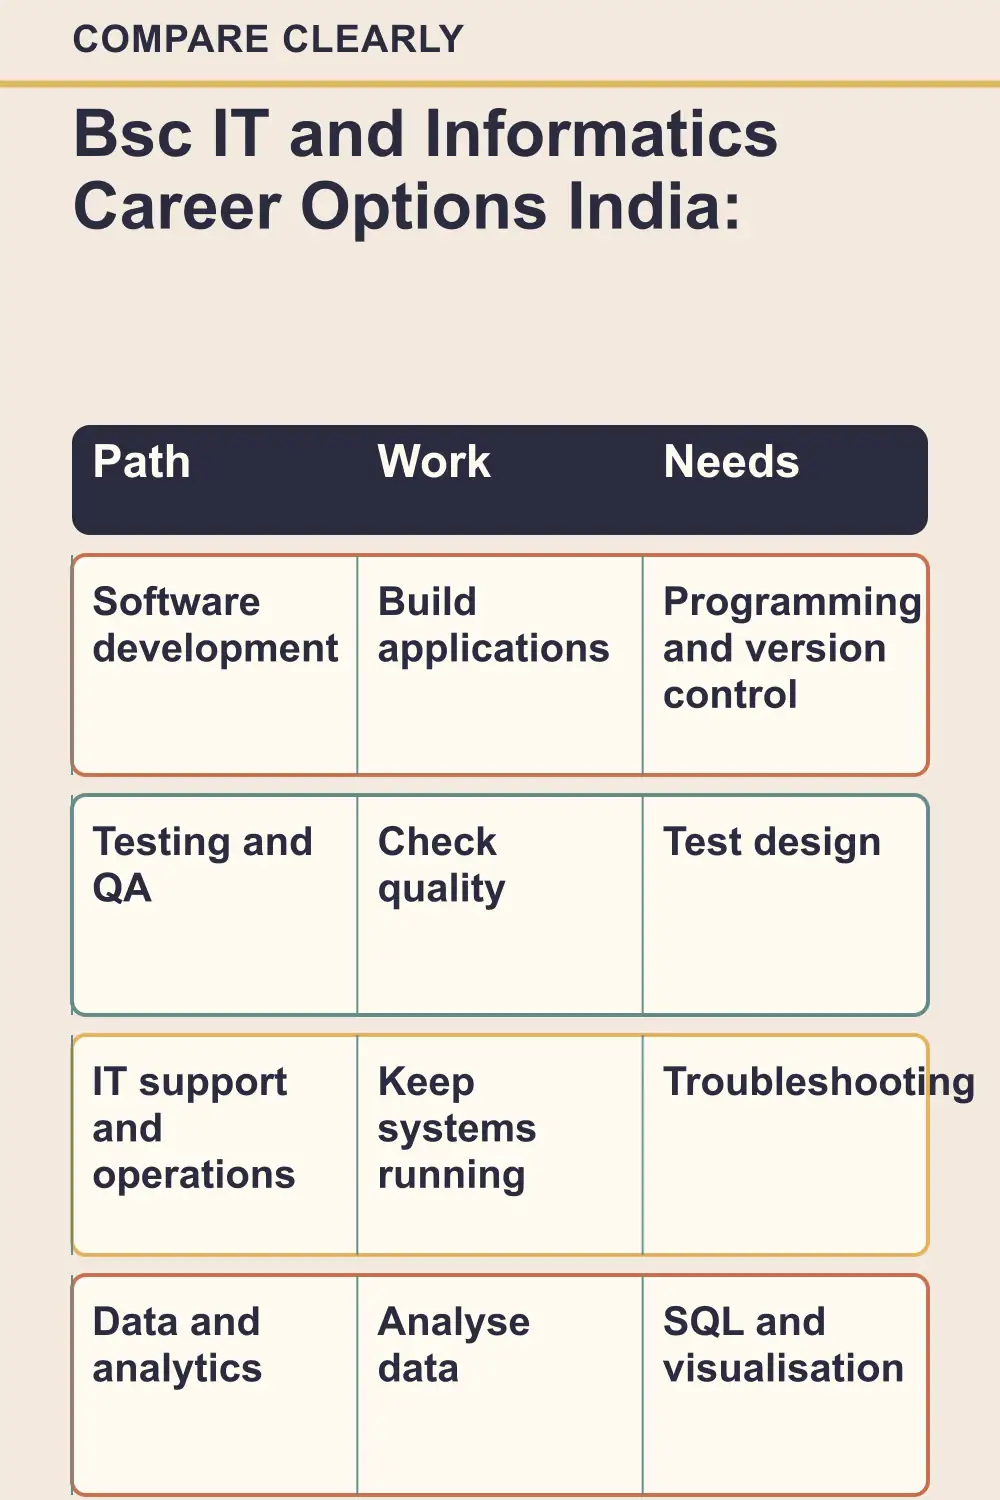 COMPARE CLEARLY
Bsc IT and Informatics
Career Options India:
Path Work Needs
Software
development
Build
applications
Programming
and version
control
Testing and
QA
Check
quality
Test design
IT support
and
operations
Keep
systems
running
Troubleshooting
Data and
analytics
Analyse
data
SQL and
visualisation